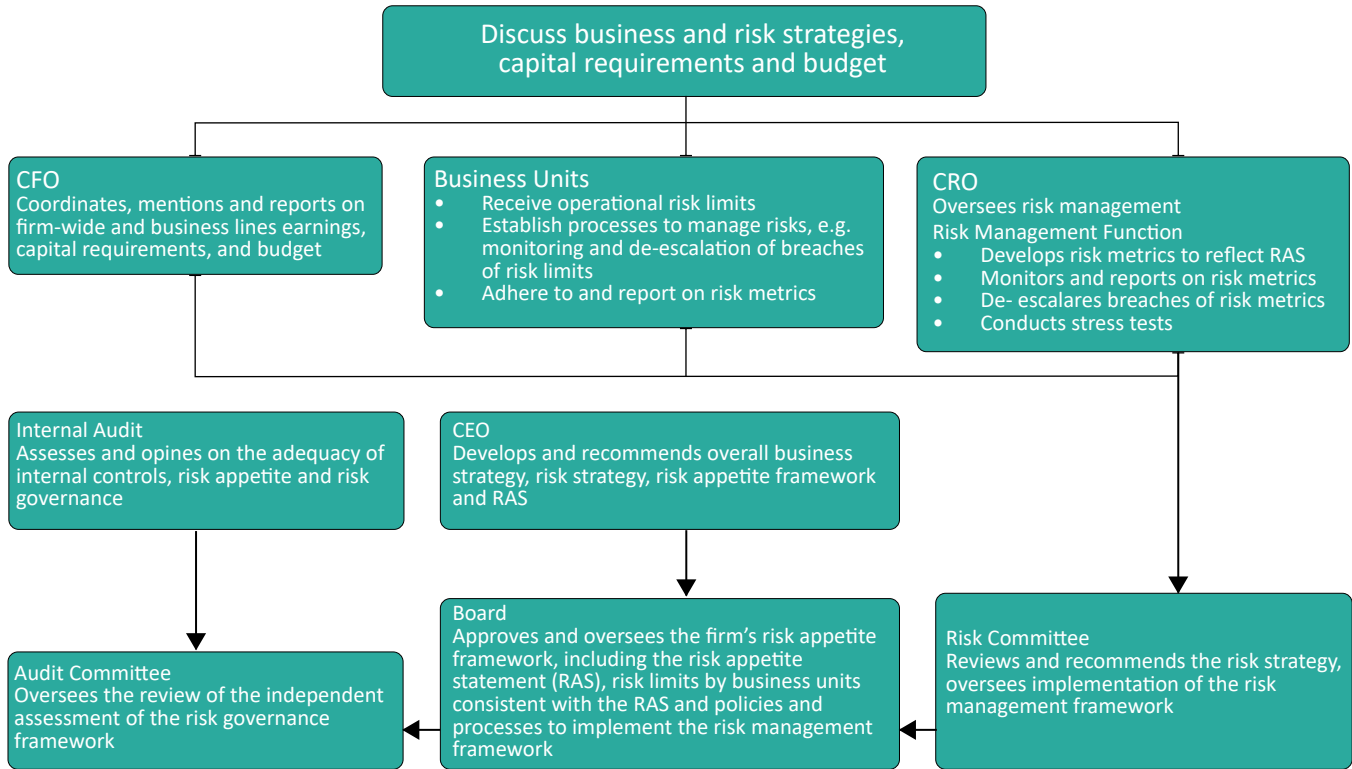 Discuss business and risk strategies,
capital requirements and budget
CFO
Coordinates, mentions and reports on
firm-wide and business lines earnings,
capital requirements, and budget
Business Units
• Receive operational risk limits
• Establish processes to manage risks, e.g.
monitoring and de-escalation of breaches
of risk limits
• Adhere to and report on risk metrics
CRO
Oversees risk management
Risk Management Function
• Develops risk metrics to reflect RAS
• Monitors and reports on risk metrics
• De- escalares breaches of risk metrics
• Conducts stress tests
Internal Audit
Assesses and opines on the adequacy of
internal controls, risk appetite and risk
governance
CEO
Develops and recommends overall business
strategy, risk strategy, risk appetite framework
and RAS
Audit Committee
Oversees the review of the independent
assessment of the risk governance
framework
Board
Approves and oversees the firm's risk appetite
framework, including the risk appetite
statement (RAS), risk limits by business units
consistent with the RAS and policies and
processes to implement the risk management
framework
Risk Committee
Reviews and recommends the risk strategy,
oversees implementation of the risk
management framework